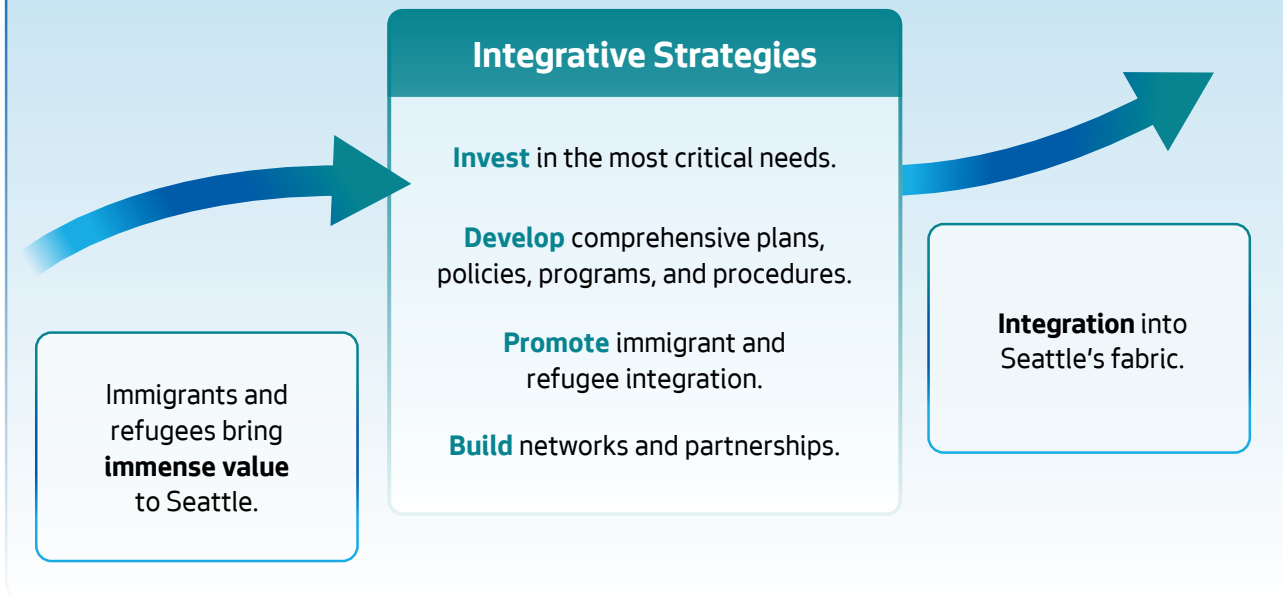 Integrative Strategies
Invest in the most critical needs.
Develop comprehensive plans,
policies, programs, and procedures.
Promote immigrant and
refugee integration.
Build networks and partnerships.
Immigrants and
refugees bring
immense value
to Seattle.
Integration into
Seattle’s fabric.